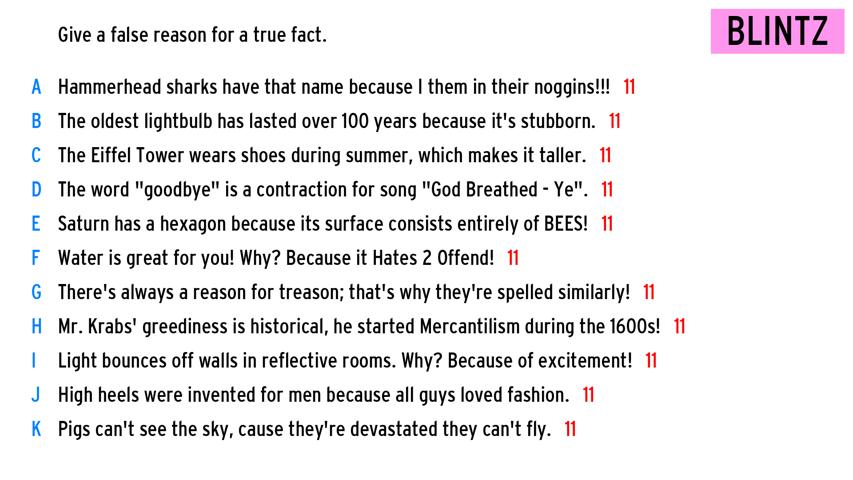 Give a false reason for a true fact.
BLINTZ
A Hammerhead sharks have that name because I them in their noggins!!! 11
B The oldest lightbulb has lasted over 100 years because it's stubborn. 11
C The Eiffel Tower wears shoes during summer, which makes it taller. 11
D The word "goodbye" is a contraction for song "God Breathed - Ye". 11
E Saturn has a hexagon because its surface consists entirely of BEES! 11
F Water is great for you! Why? Because it Hates 2 Offend! 11
G There's always a reason for treason; that's why they're spelled similarly! 11
H Mr. Krabs' greediness is historical, he started Mercantilism during the 1600s! 11
I Light bounces off walls in reflective rooms. Why? Because of excitement! 11
J High heels were invented for men because all guys loved fashion. 11
K Pigs can't see the sky, cause they're devastated they can't fly. 11